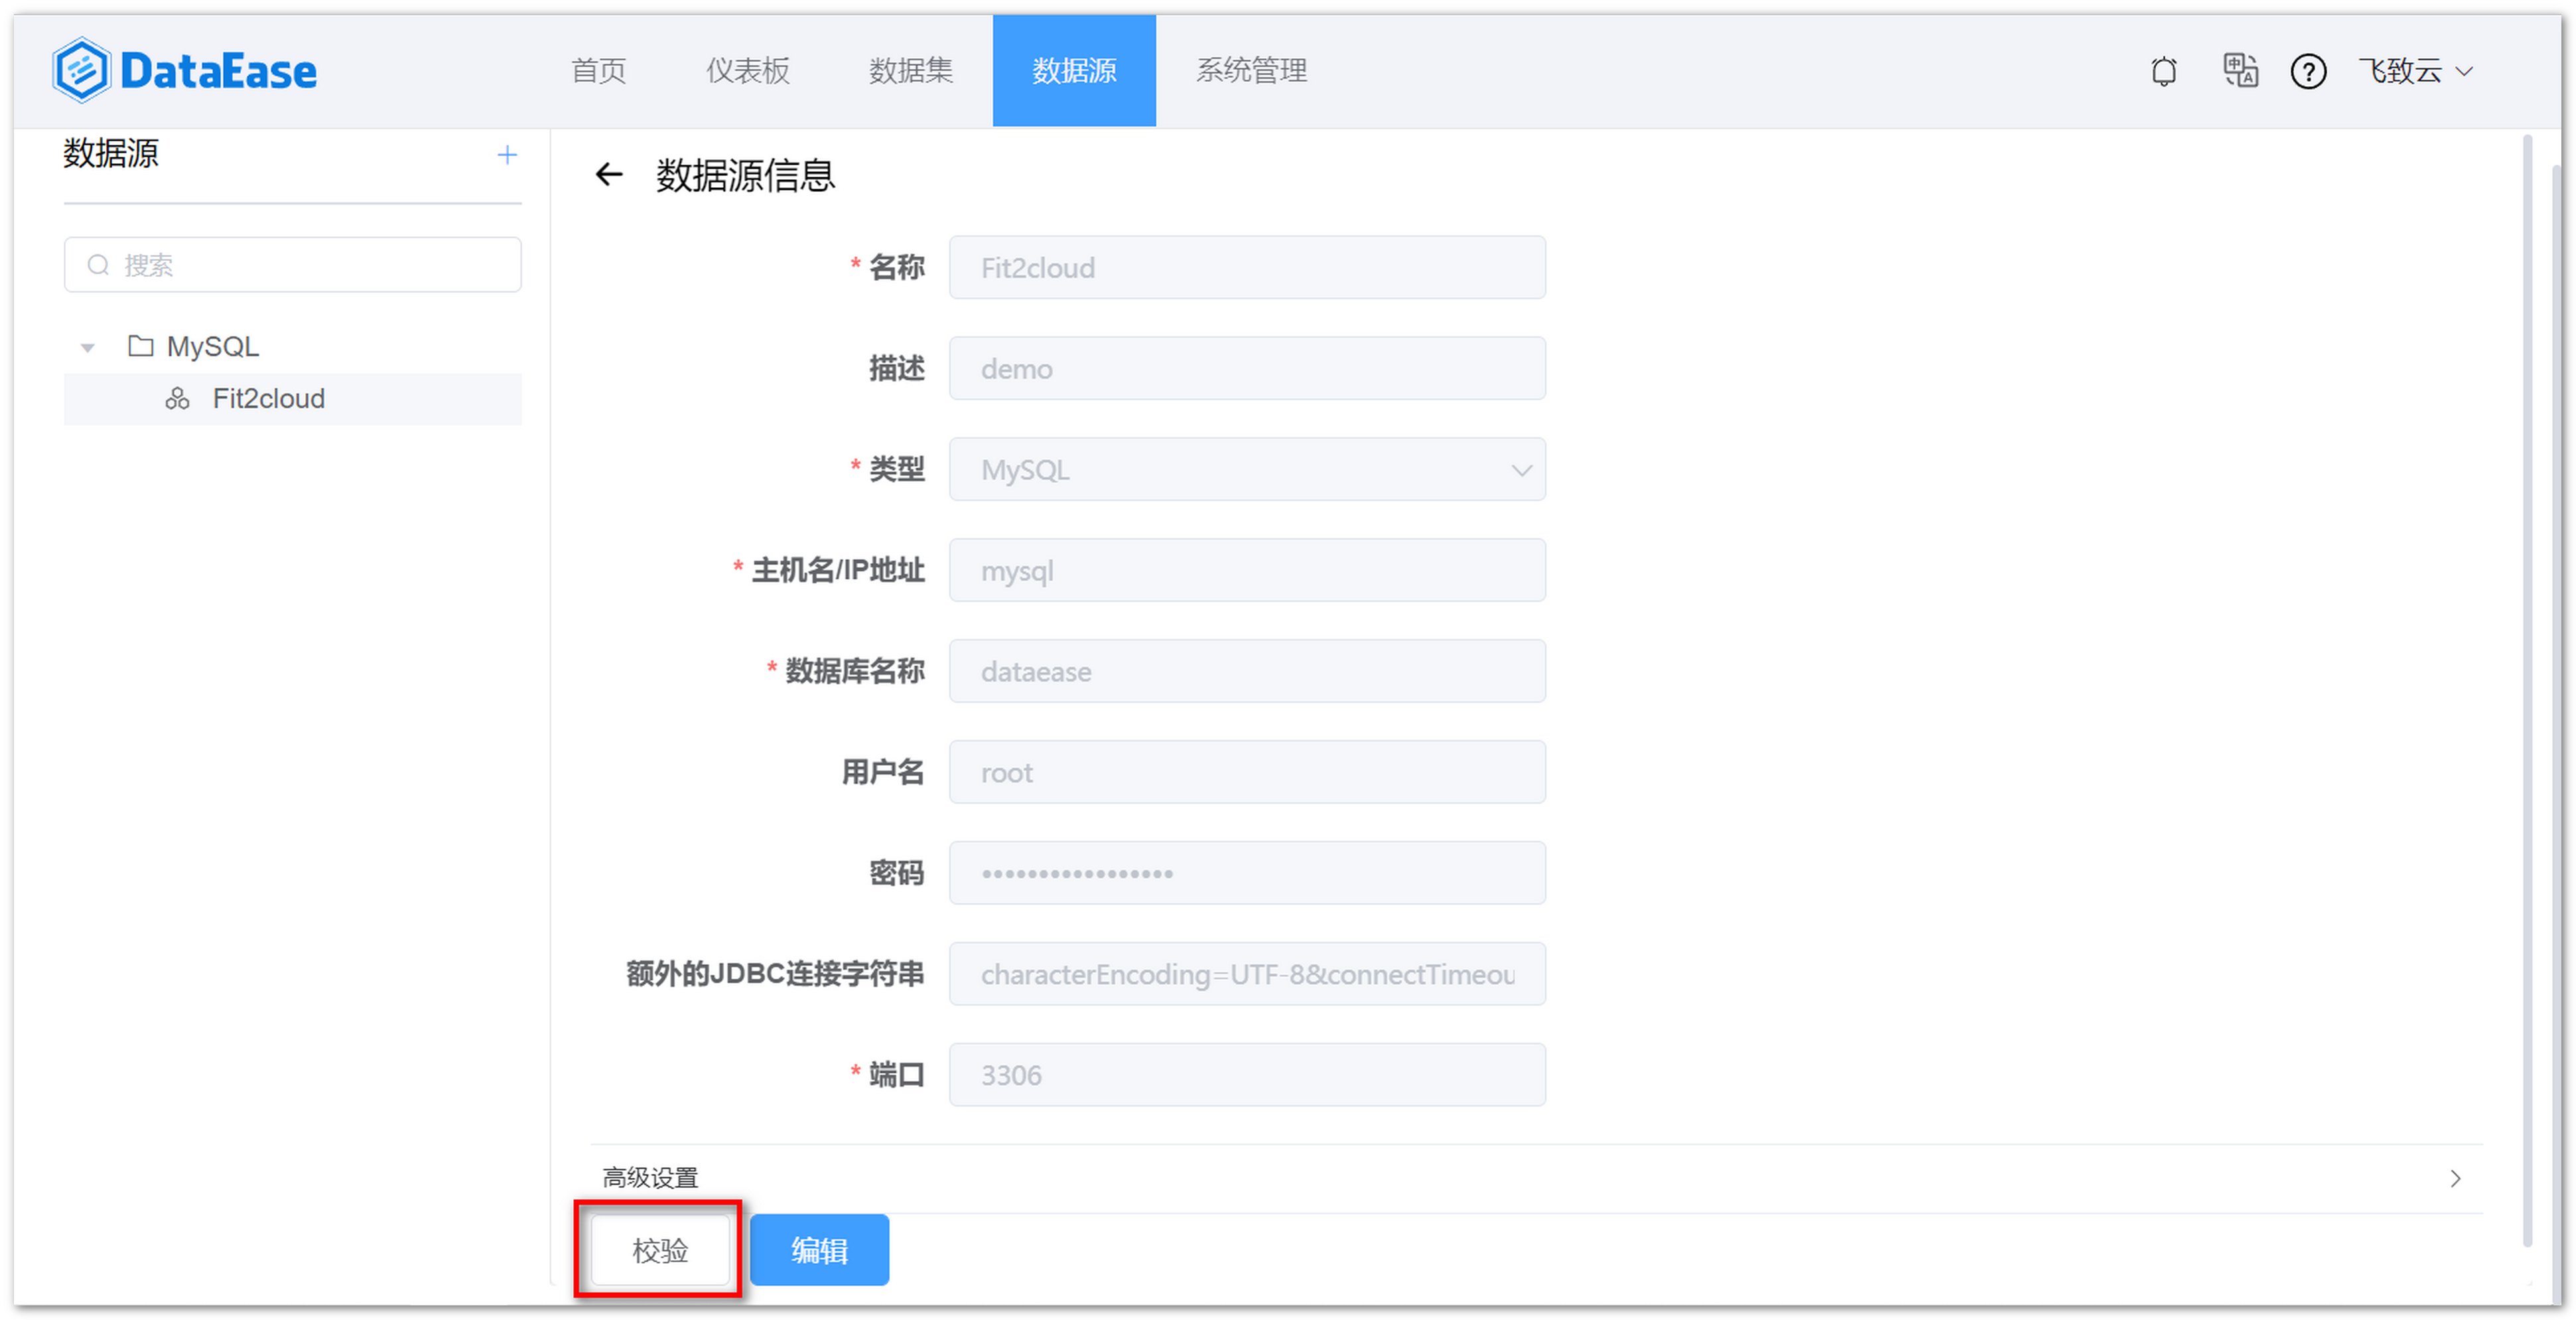 DataEase 首页 仪表板 数据集 数据源 系统管理 飞致云
数据源
搜索
MySQL
Fit2cloud
数据源信息
* 名称 Fit2cloud
描述 demo
* 类型 MySQL
* 主机名/IP地址 mysql
* 数据库名称 dataease
用户名 root
密码 •••••••••••••••••
额外的JDBC连接字符串 characterEncoding=UTF-8&connectTimeou
* 端口 3306
高级设置
校验 编辑